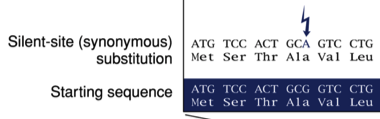 Silent-site (synonymous)
substitution
ATG TCC ACT GCA GTC CTG
Met Ser Thr Ala Val Leu
Starting sequence
ATG TCC ACT GCG GTC CTG
Met Ser Thr Ala Val Leu